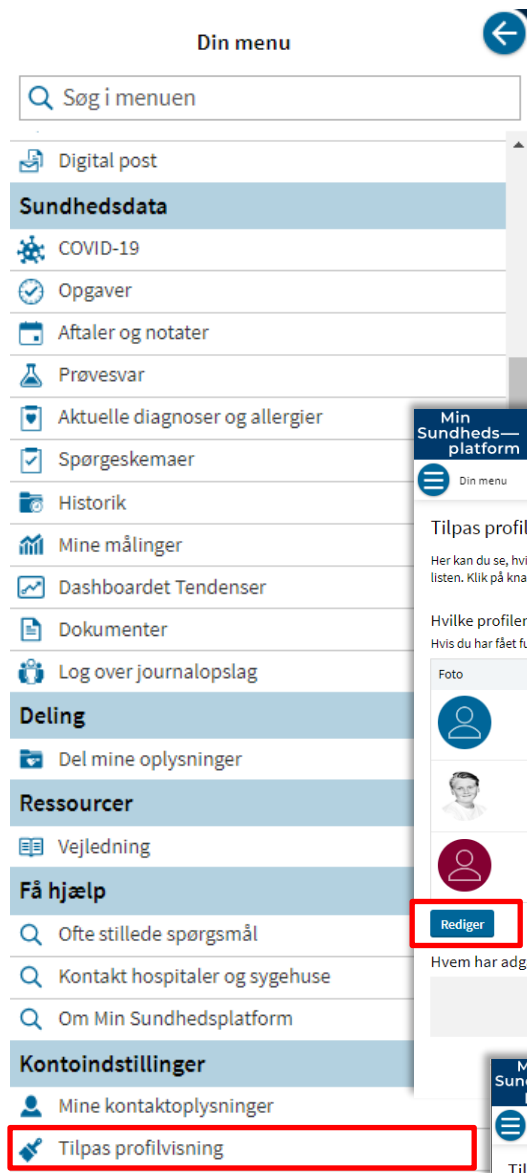 Din menu
Søg i menuen
Digital post
Sundhedsdata
COVID-19
Opgaver
Aftaler og notater
Prøvesvar
Aktuelle diagnoser og allergier
Spørgeskemaer
Historik
Mine målinger
Dashboardet Tendenser
Dokumenter
Log over journalopslag
Deling
Del mine oplysninger
Ressourcer
Vejledning
Få hjælp
Ofte stillede spørgsmål
Kontakt hospitaler og sygehuse
Om Min Sundhedsplatform
Kontoindstillinger
Mine kontaktoplysninger
Tilpas profilvisning
Min
Sundheds—
platform
Din menu
Tilpas profil
Her kan du se, hvi
listen. Klik på kna
Hvilke profiler
Hvis du har fået fu
Foto
Rediger
Hvem har adg